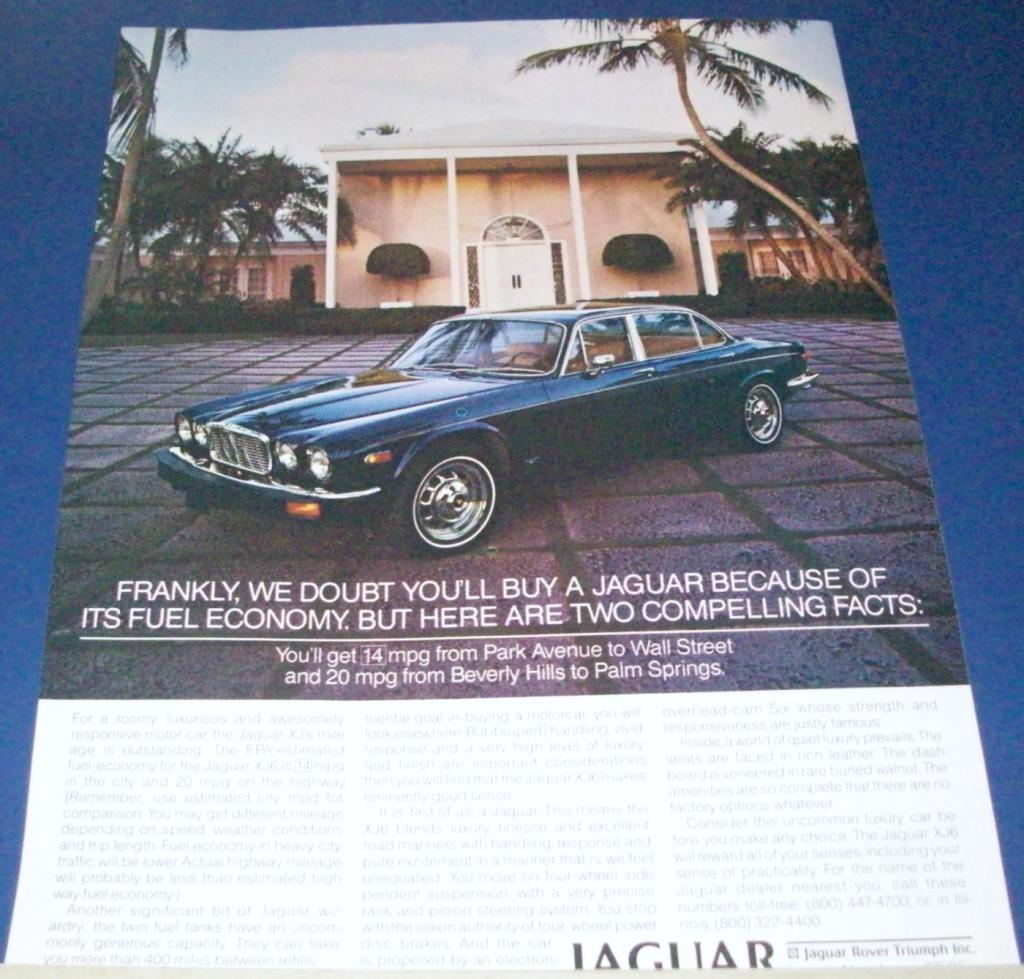 FRANKLY, WE DOUBT YOU'LL BUY A JAGUAR BECAUSE OF
ITS FUEL ECONOMY. BUT HERE ARE TWO COMPELLING FACTS:
You'll get 14 mpg from Park Avenue to Wall Street
and 20 mpg from Beverly Hills to Palm Springs.
For a roomy, luxurious and awesomely
responsive motor car the Jaguar XJ's mile-
age is outstanding. The EPA-estimated
fuel-economy for the Jaguar XJ6 is 14 mpg
in the city and 20 mpg on the highway
(Remember: use estimated city mpg for
comparison. You may get different mileage,
depending on speed, weather conditions
and trip length. Fuel economy in heavy city
traffic will be lower. Actual highway mileage
will probably be less than estimated high-
way fuel economy.)
Another significant bit of Jaguar wiz-
ardry: the twin fuel tanks have an uncom-
monly generous capacity. They can take
you more than 400 miles between refills.
mental goal in buying a motorcar, you will
look elsewhere. But if superb handling, vivid
response and a very high level of luxury
and finish are important considerations,
then you will find that the Jaguar XJ6 makes
eminently good sense.
It is, first of all, a Jaguar. This means the
XJ6 blends luxury, finesse and excellent
road manners with handling, response and
pure excitement in a manner that is, we feel,
unequalled. You move on four-wheel inde-
pendent suspension, with a very precise
rack and pinion steering system. You stop
with the silken authority of four-wheel power
disc brakes. And the car
is propelled by an electron-
overhead-cam Six whose strength and
responsiveness are justly famous.
Inside, a world of quiet luxury prevails. The
seats are faced in rich leather. The dash-
board is veneered in rare burled walnut. The
amenities are so complete that there are no
factory options whatever.
Consider this uncommon luxury car be-
fore you make any choice. The Jaguar XJ6
will reward all of your senses, including your
sense of practicality. For the name of the
Jaguar dealer nearest you, call these
numbers toll-free: (800) 447-4700, or, in Illi-
nois, (800) 322-4400.
JAGUAR
Jaguar Rover Triumph Inc.